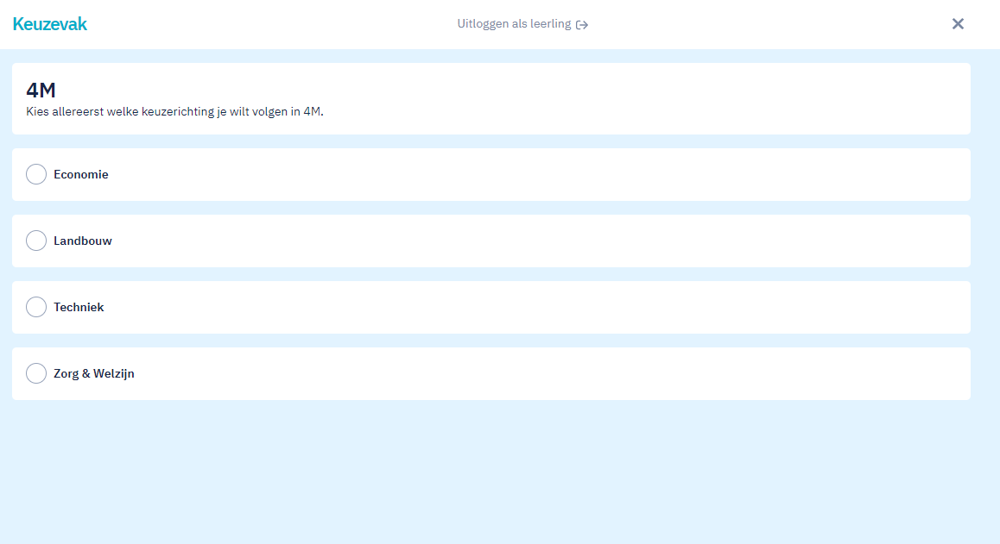 Keuzevak
Uitloggen als leerling
4M
Kies allereerst welke keuzerichting je wilt volgen in 4M.
Economie
Landbouw
Techniek
Zorg & Welzijn